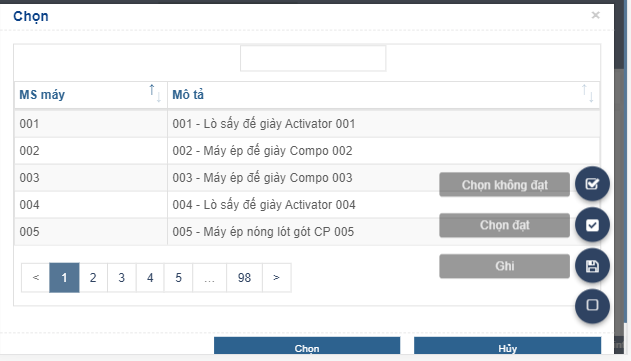 Chọn ×
MS máy Mô tả
001 001 - Lò sấy đế giày Activator 001
002 002 - Máy ép đế giày Compo 002
003 003 - Máy ép đế giày Compo 003
004 004 - Lò sấy đế giày Activator 004
005 005 - Máy ép nóng lót gót CP 005
Chọn không đạt
Chọn đạt
Ghi
< 1 2 3 4 5 ... 98 >
Chọn Hủy